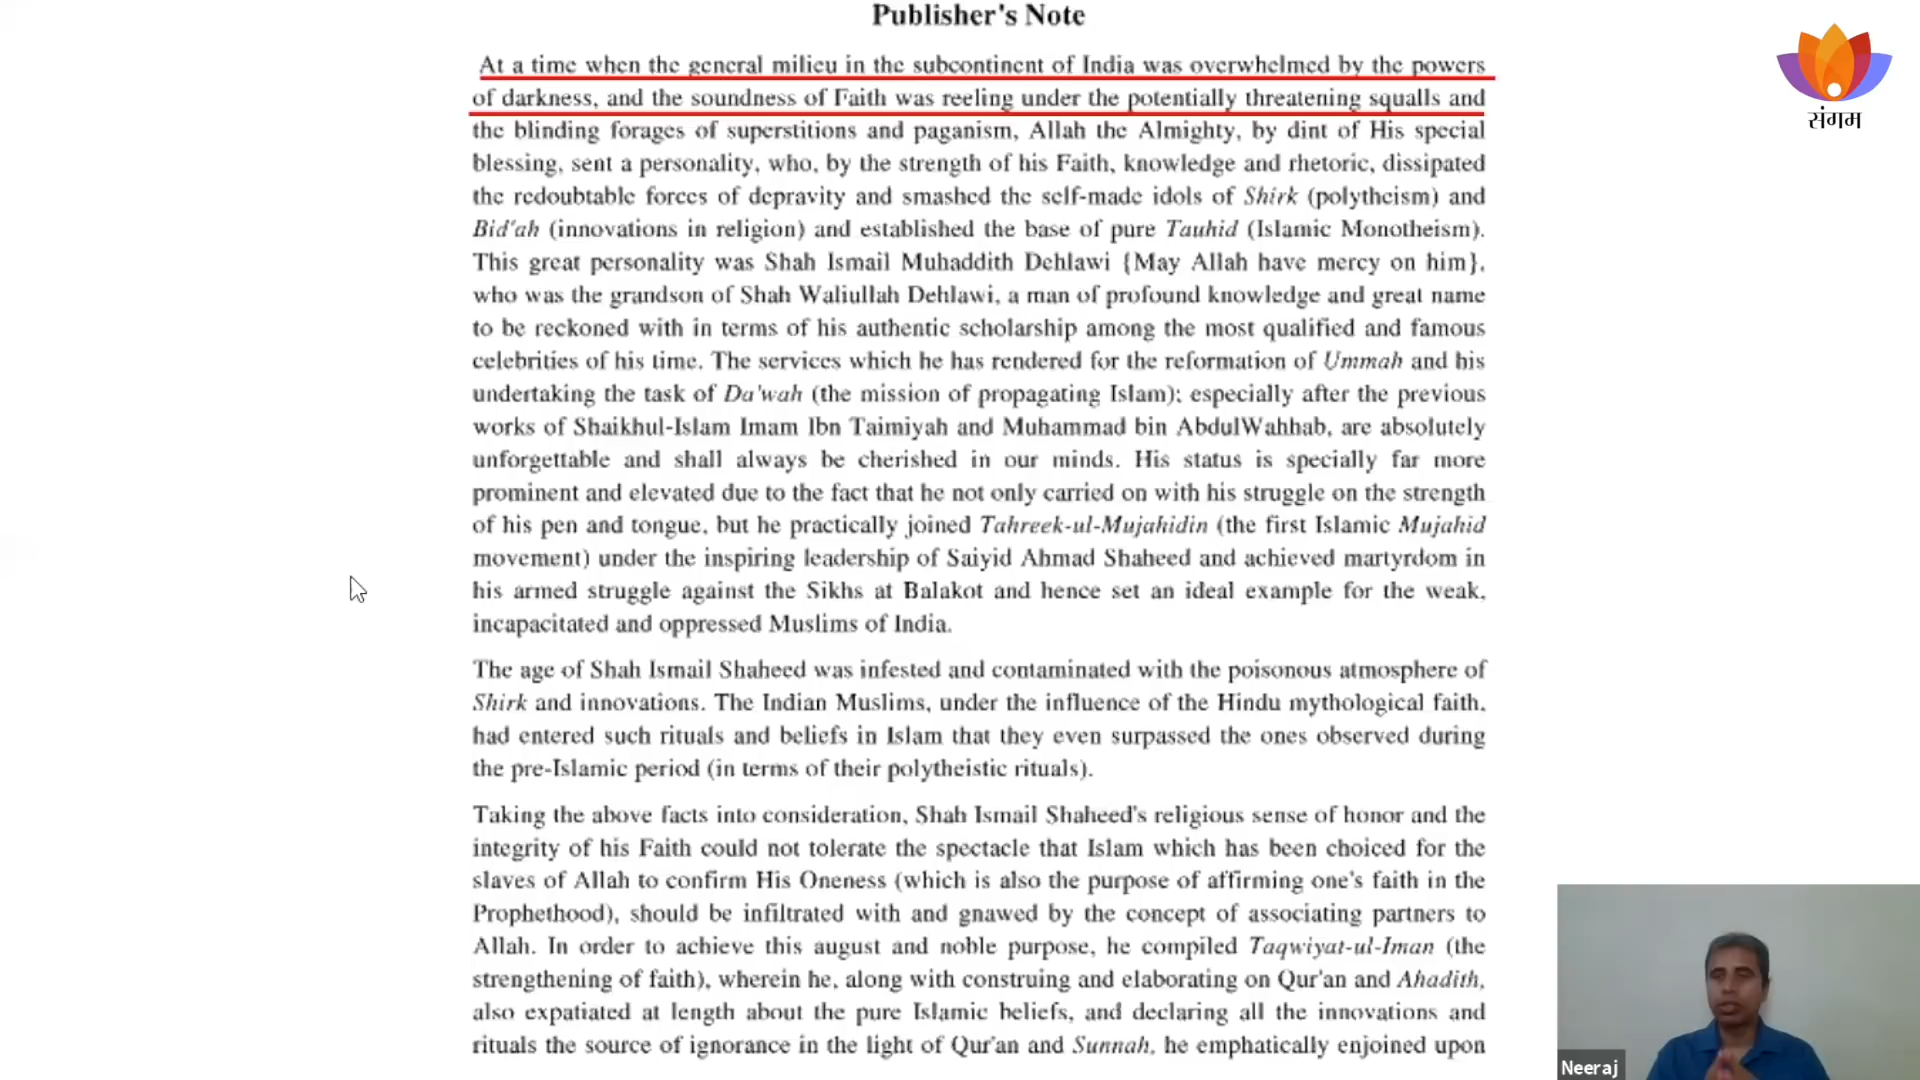 Publisher's Note
At a time when the general milieu in the subcontinent of India was overwhelmed by the powers
of darkness, and the soundness of Faith was reeling under the potentially threatening squalls and
the blinding forages of superstitions and paganism, Allah the Almighty, by dint of His special
blessing, sent a personality, who, by the strength of his Faith, knowledge and rhetoric, dissipated
the redoubtable forces of depravity and smashed the self-made idols of Shirk (polytheism) and
Bid'ah (innovations in religion) and established the base of pure Tauhid (Islamic Monotheism).
This great personality was Shah Ismail Muhaddith Dehlawi {May Allah have mercy on him},
who was the grandson of Shah Waliullah Dehlawi, a man of profound knowledge and great name
to be reckoned with in terms of his authentic scholarship among the most qualified and famous
celebrities of his time. The services which he has rendered for the reformation of Ummah and his
undertaking the task of Da'wah (the mission of propagating Islam); especially after the previous
works of Shaikhul-Islam Imam Ibn Taimiyah and Muhammad bin AbdulWahhab, are absolutely
unforgettable and shall always be cherished in our minds. His status is specially far more
prominent and elevated due to the fact that he not only carried on with his struggle on the strength
of his pen and tongue, but he practically joined Tahreek-ul-Mujahidin (the first Islamic Mujahid
movement) under the inspiring leadership of Saiyid Ahmad Shaheed and achieved martyrdom in
his armed struggle against the Sikhs at Balakot and hence set an ideal example for the weak,
incapacitated and oppressed Muslims of India.
The age of Shah Ismail Shaheed was infested and contaminated with the poisonous atmosphere of
Shirk and innovations. The Indian Muslims, under the influence of the Hindu mythological faith,
had entered such rituals and beliefs in Islam that they even surpassed the ones observed during
the pre-Islamic period (in terms of their polytheistic rituals).
Taking the above facts into consideration, Shah Ismail Shaheed's religious sense of honor and the
integrity of his Faith could not tolerate the spectacle that Islam which has been choiced for the
slaves of Allah to confirm His Oneness (which is also the purpose of affirming one's faith in the
Prophethood), should be infiltrated with and gnawed by the concept of associating partners to
Allah. In order to achieve this august and noble purpose, he compiled Taqwiyat-ul-Iman (the
strengthening of faith), wherein he, along with construing and elaborating on Qur'an and Ahadith,
also expatiated at length about the pure Islamic beliefs, and declaring all the innovations and
rituals the source of ignorance in the light of Qur'an and Sunnah, he emphatically enjoined upon
संगम
Neeraj